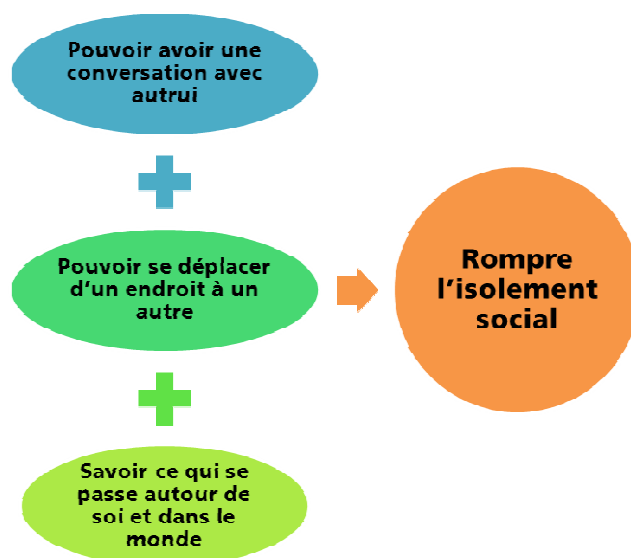 Pouvoir avoir une
conversation avec
autrui
Pouvoir se déplacer
d'un endroit à un
autre
Savoir ce qui se
passe autour de
soi et dans le
monde
Rompre
l'isolement
social